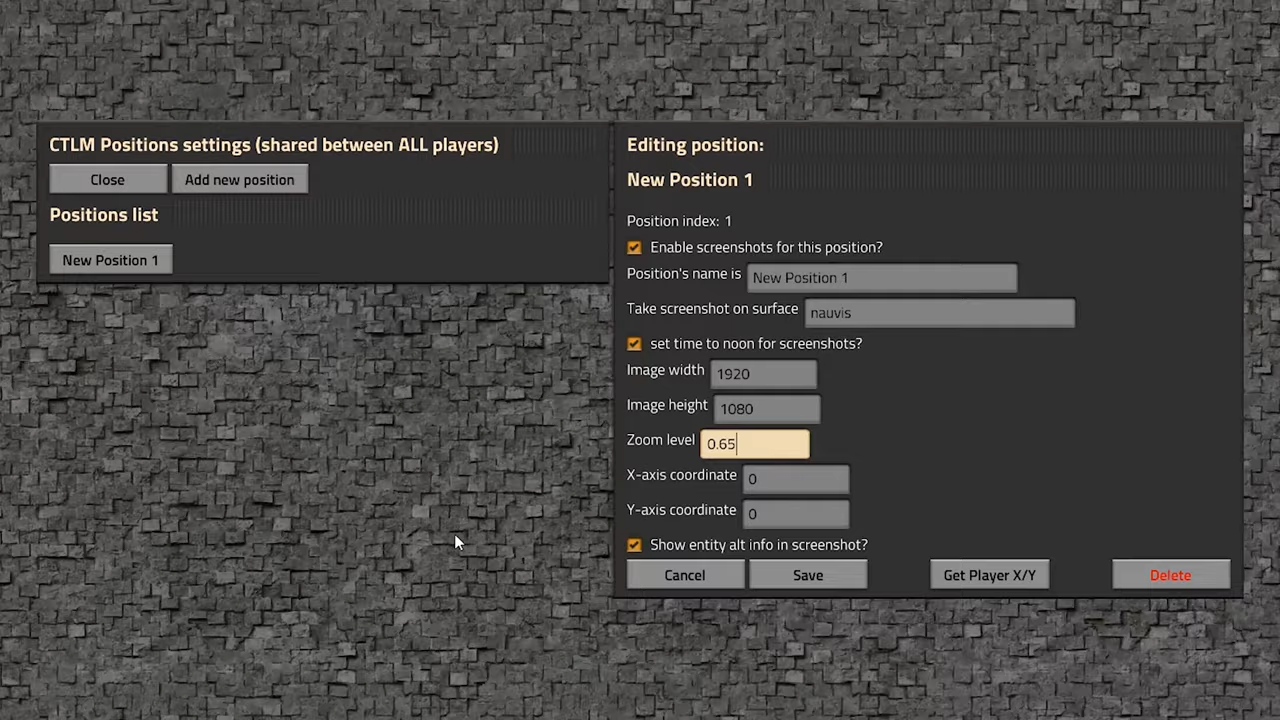 CTLM Positions settings (shared between ALL players)
Close
Add new position
Positions list
New Position 1
Editing position:
New Position 1
Position index: 1
Enable screenshots for this position?
Position's name is New Position 1
Take screenshot on surface nauvis
set time to noon for screenshots?
Image width 1920
Image height 1080
Zoom level 0.65
X-axis coordinate 0
Y-axis coordinate 0
Show entity alt info in screenshot?
Cancel
Save
Get Player X/Y
Delete